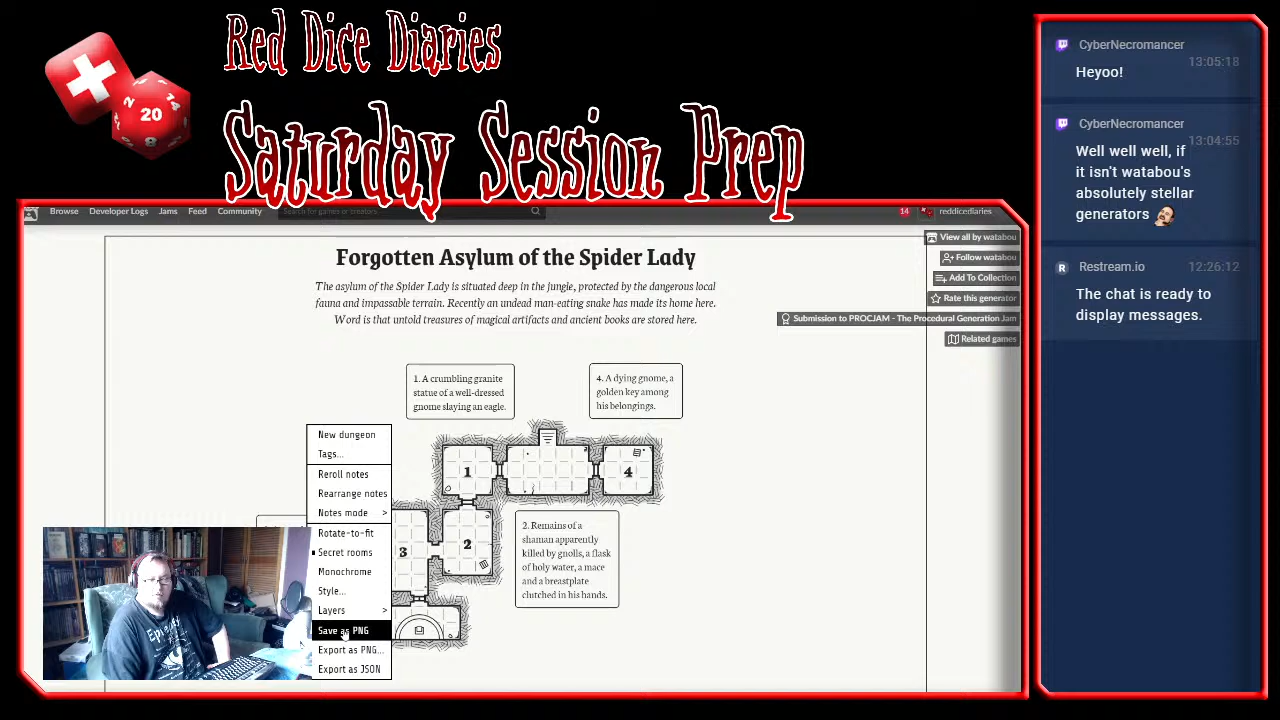 Red Dice Diaries
Saturday Session Prep
20
14
2
8
Browse
Developer Logs
Jams
Feed
Community
Search for games or creators
14
reddicediaries
View all by watabou
Follow watabou
Add To Collection
Rate this generator
Submission to PROCJAM - The Procedural Generation Jam
Related games
Forgotten Asylum of the Spider Lady
The asylum of the Spider Lady is situated deep in the jungle, protected by the dangerous local
fauna and impassable terrain. Recently an undead man-eating snake has made its home here.
Word is that untold treasures of magical artifacts and ancient books are stored here.
1. A crumbling granite
statue of a well-dressed
gnome slaying an eagle.
4. A dying gnome, a
golden key among
his belongings.
1
4
3
2
2. Remains of a
shaman apparently
killed by gnolls, a flask
of holy water, a mace
and a breastplate
clutched in his hands.
New dungeon
Tags...
Reroll notes
Rearrange notes
Notes mode >
Rotate-to-fit
Secret rooms
Monochrome
Style...
Layers >
Save as PNG
Export as PNG...
Export as JSON
CyberNecromancer
13:05:18
Heyoo!
CyberNecromancer
13:04:55
Well well well, if
it isn't watabou's
absolutely stellar
generators
R
Restream.io
12:26:12
The chat is ready to
display messages.